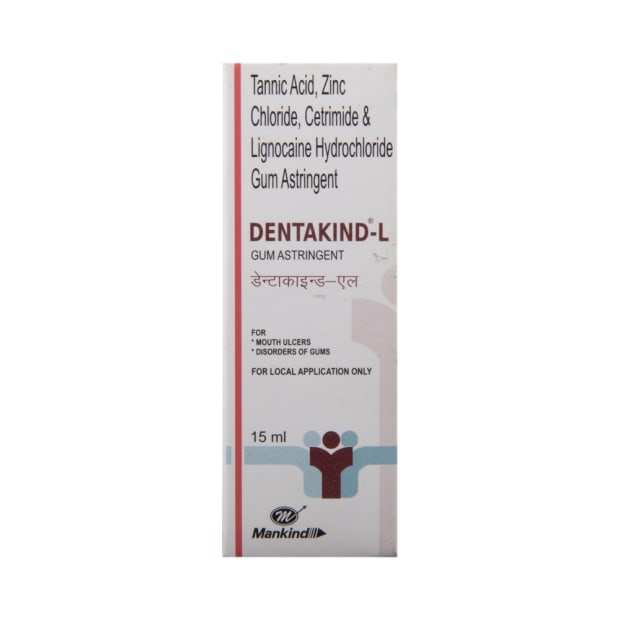 Tannic Acid, Zinc
Chloride, Cetrimide &
Lignocaine Hydrochloride
Gum Astringent
DENTAKIND®-L
GUM ASTRINGENT
डेन्टाकाइन्ड–एल
FOR
* MOUTH ULCERS
* DISORDERS OF GUMS
FOR LOCAL APPLICATION ONLY
15 ml
m
Mankind